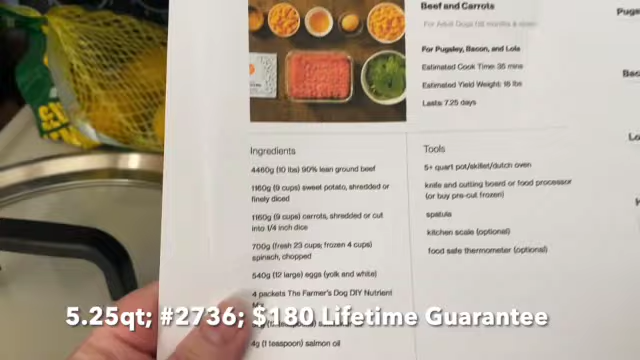 Beef and Carrots
For Adult Dogs
For Pugsley, Bacon, and Lola
Estimated Cook Time: 35 mins
Estimated Yield Weight: 16 lbs
Lasts: 7.25 days
Ingredients
4460g (10 lbs) 90% lean ground beef
1160g (9 cups) sweet potato, shredded or
finely diced
1160g (9 cups) carrots, shredded or cut
into 1/4 inch dice
700g (fresh 23 cups; frozen 4 cups)
spinach, chopped
540g (12 large) eggs (yolk and white)
4 packets The Farmer's Dog DIY Nutrient
4g (1 teaspoon) salmon oil
Tools
5+ quart pot/skillet/dutch oven
knife and cutting board or food processor
(or buy pre-cut frozen)
spatula
kitchen scale (optional)
food safe thermometer (optional)
5.25qt; #2736; $180 Lifetime Guarantee